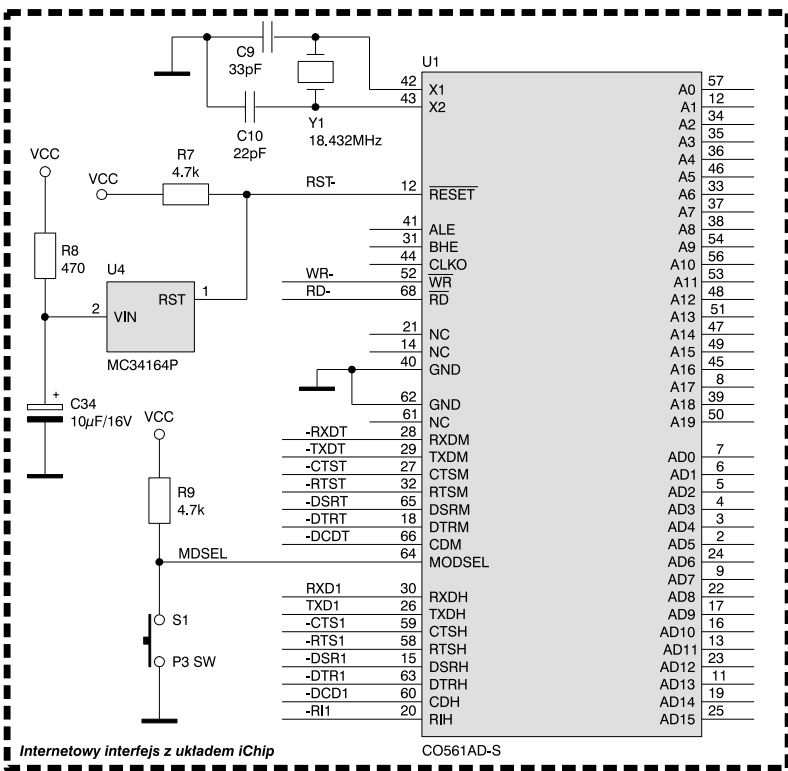 C9
33pF
C10
22pF
Y1
18.432MHz
U1
VCC
R7
4.7k
VCC
RST-
R8
470
U4
RST
VIN
1
2
MC34164P
+
C34
10µF/16V
VCC
R9
4.7k
MDSEL
S1
P3 SW
42 X1
43 X2
12 RESET
41 ALE
31 BHE
44 CLKO
WR- 52 WR
RD- 68 RD
21 NC
14 NC
40 GND
62 GND
61 NC
-RXDT 28 RXDM
-TXDT 29 TXDM
-CTST 27 CTSM
-RTST 32 RTSM
-DSRT 65 DSRM
-DTRT 18 DTRM
-DCDT 66 CDM
64 MODSEL
RXD1 30 RXDH
TXD1 26 TXDH
-CTS1 59 CTSH
-RTS1 58 RTSH
-DSR1 15 DSRH
-DTR1 63 DTRH
-DCD1 60 CDH
-RI1 20 RIH
A0 57
A1 12
A2 34
A3 35
A4 36
A5 46
A6 33
A7 37
A8 38
A9 54
A10 56
A11 53
A12 48
A13 51
A14 47
A15 49
A16 45
A17 8
A18 39
A19 50
AD0 7
AD1 6
AD2 5
AD3 4
AD4 3
AD5 2
AD6 24
AD7 9
AD8 22
AD9 17
AD10 16
AD11 13
AD12 23
AD13 11
AD14 19
AD15 25
Internetowy interfejs z układem iChip
CO561AD-S